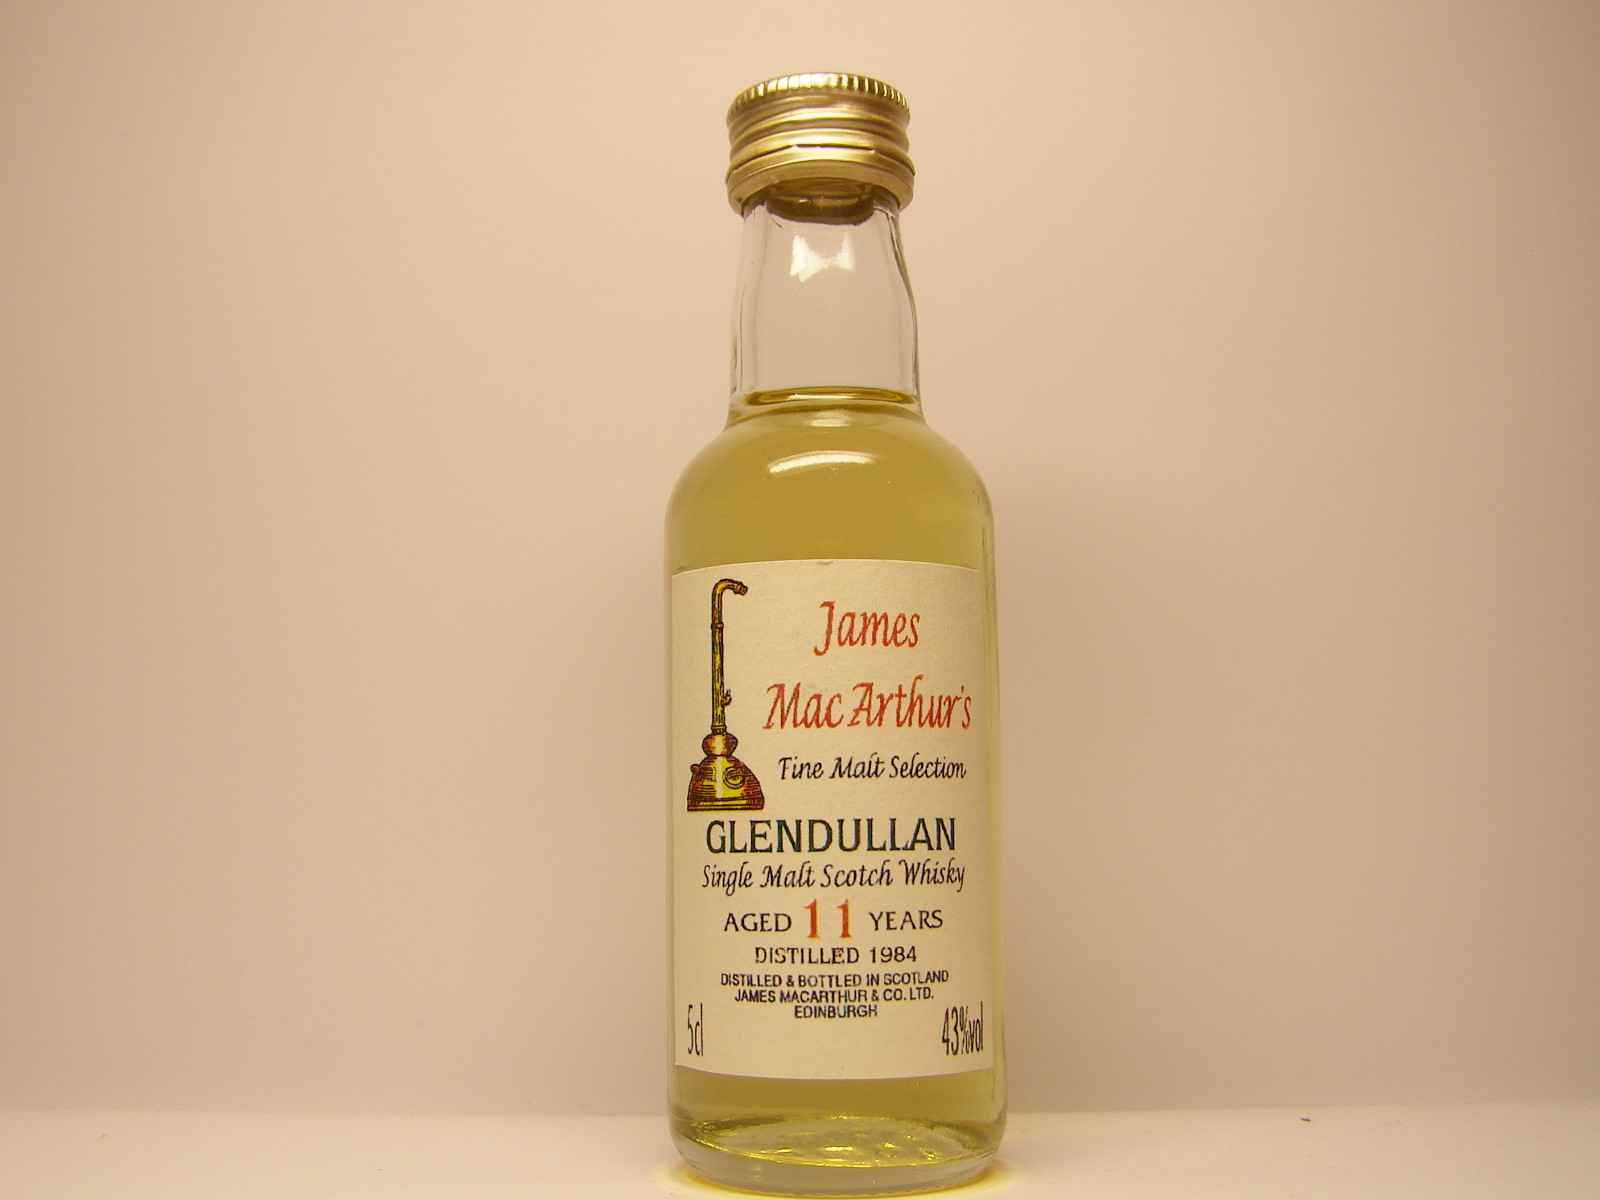 James
MacArthur's
Fine Malt Selection
GLENDULLAN
Single Malt Scotch Whisky
AGED 11 YEARS
DISTILLED 1984
DISTILLED & BOTTLED IN SCOTLAND
JAMES MACARTHUR & CO. LTD.
EDINBURGH
5cl
43%vol